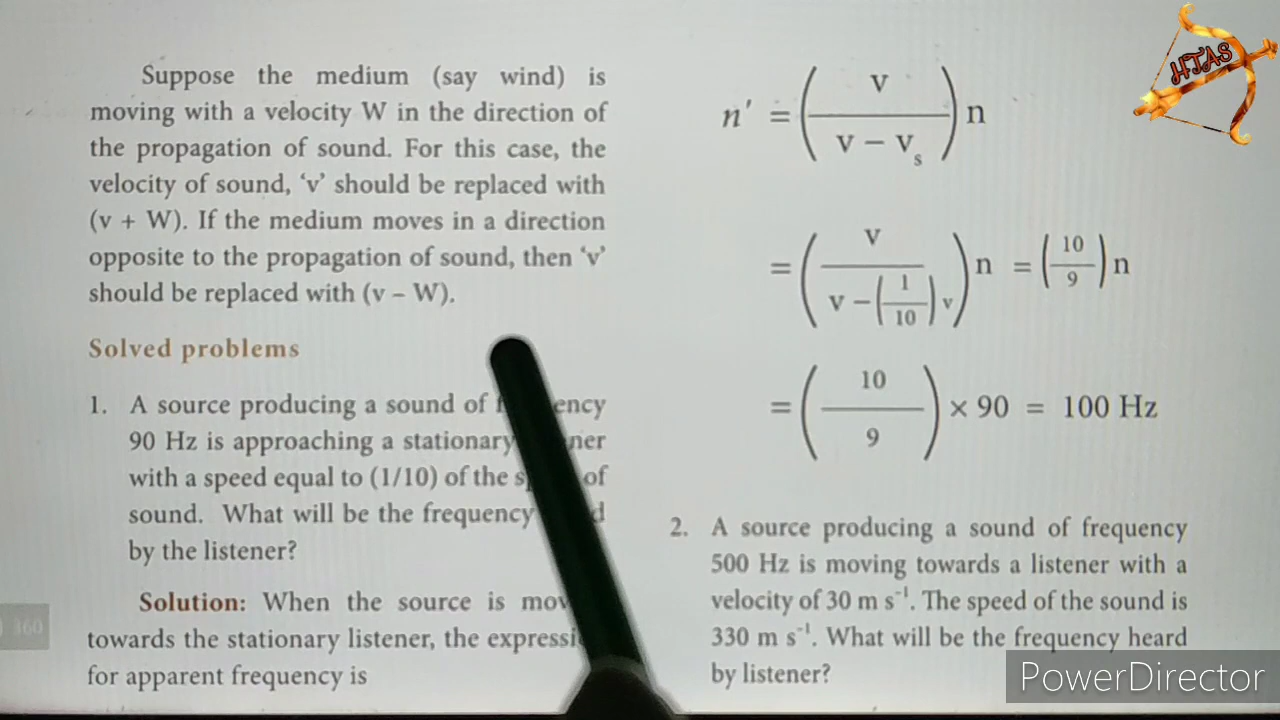 Suppose the medium (say wind) is
moving with a velocity W in the direction of
the propagation of sound. For this case, the
velocity of sound, ‘v’ should be replaced with
(v + W). If the medium moves in a direction
opposite to the propagation of sound, then ‘v’
should be replaced with (v – W).
Solved problems
1. A source producing a sound of
90 Hz is approaching a stationary
with a speed equal to (1/10) of the of
sound. What will be the frequency
by the listener?
Solution: When the source is
towards the stationary listener, the
for apparent frequency is
360
n′ = (v / (v – vₛ)) n
= (v / (v – (1/10) v)) n = (10/9) n
= (10/9) × 90 = 100 Hz
2. A source producing a sound of frequency
500 Hz is moving towards a listener with a
velocity of 30 m s⁻¹. The speed of the sound is
330 m s⁻¹. What will be the frequency heard
by listener?
HTAS
PowerDirector